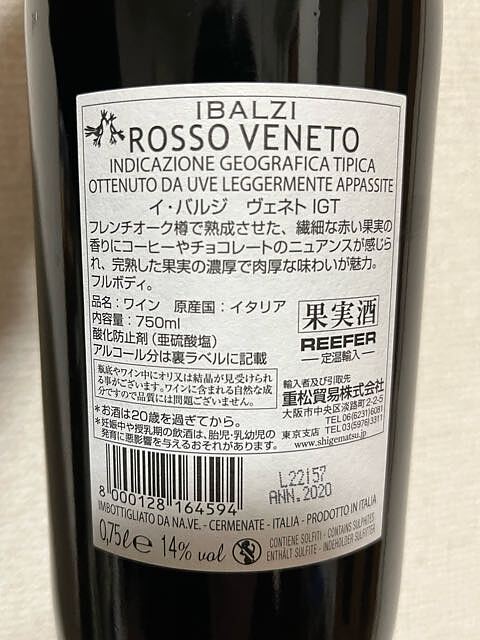 IBALZI
ROSSO VENETO
INDICAZIONE GEOGRAFICA TIPICA
OTTENUTO DA UVE LEGGERMENTE APPASSITE
イ・バルジ ヴェネト IGT
フレンチオーク樽で熟成させた、繊細な赤い果実の
香りにコーヒーやチョコレートのニュアンスが感じら
れ、完熟した果実の濃厚で肉厚な味わいが魅力。
フルボディ。
品名：ワイン 原産国：イタリア
内容量：750ml
酸化防止剤（亜硫酸塩）
アルコール分は裏ラベルに記載
果実酒
REEFER
―定温輸入―
瓶底やワイン中にオリ又は結晶が見受けられ
る事がございます。ワインに含まれる自然な成
分ですので品質には問題ございません。
*お酒は20歳を過ぎてから。
*妊娠中や授乳期の飲酒は、胎児・乳幼児の
発育に悪影響を与えるおそれがあります。
輸入者及び引取先
重松貿易株式会社
大阪市中央区淡路町2-2-5
TEL06(6231)6081
東京支店 TEL03(5976)3311
www.shigematsu.jp
8 000128 164594
L22157
ANN.2020
IMBOTTIGLIATO DA NA.VE. - CERMENATE - ITALIA - PRODOTTO IN ITALIA
0,75ℓ e 14% vol
CONTIENE SOLFITI - CONTAINS SULPHITES
ENTHÄLT SULFITE - INDEHOLDER SULFITTER